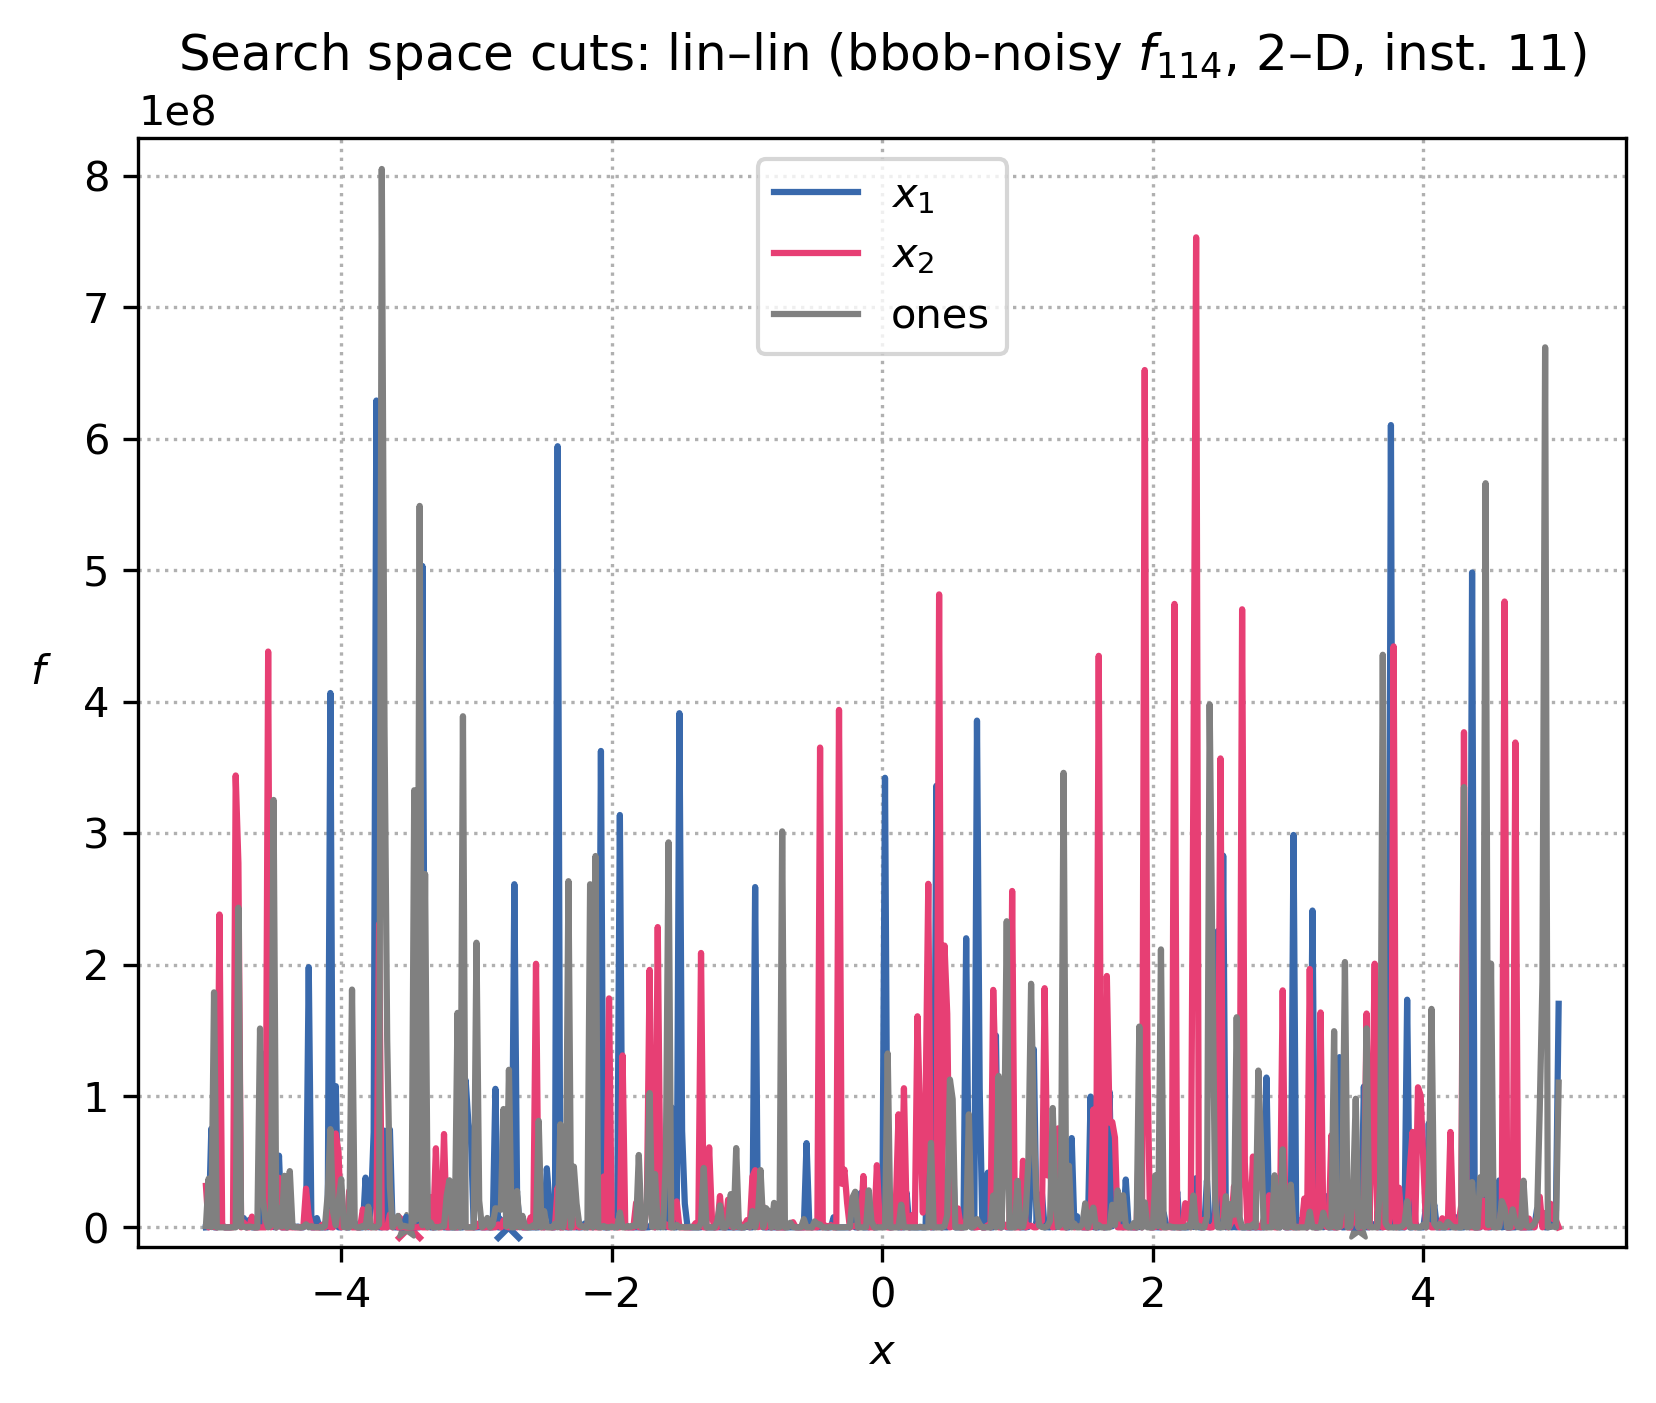 Search space cuts: lin–lin (bbob-noisy f₁₁₄, 2–D, inst. 11)
1e8
x₁
x₂
ones
8
7
6
5
4
3
2
1
0
f
−4 −2 0 2 4
x